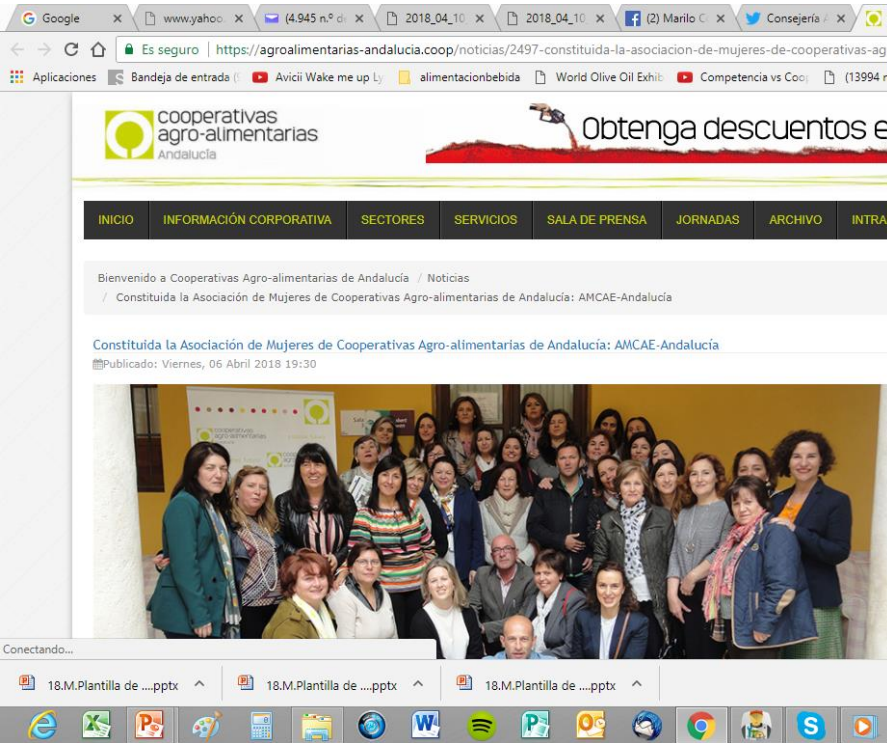 Google
www.yahoo.
(4.945 n.º d
2018_04_10
2018_04_10
(2) Marilo C
Consejería A
Es seguro
https://agroalimentarias-andalucia.coop/noticias/2497-constituida-la-asociacion-de-mujeres-de-cooperativas-ag
Aplicaciones
Bandeja de entrada (
Avicii Wake me up Ly
alimentacionbebida
World Olive Oil Exhib
Competencia vs Coo
(13994 n
cooperativas
agro-alimentarias
Andalucía
Obtenga descuentos e
INICIO INFORMACIÓN CORPORATIVA SECTORES SERVICIOS SALA DE PRENSA JORNADAS ARCHIVO INTRA
Bienvenido a Cooperativas Agro-alimentarias de Andalucía / Noticias
/ Constituida la Asociación de Mujeres de Cooperativas Agro-alimentarias de Andalucía: AMCAE-Andalucía
Constituida la Asociación de Mujeres de Cooperativas Agro-alimentarias de Andalucía: AMCAE-Andalucía
Publicado: Viernes, 06 Abril 2018 19:30
cooperativas
agro-alimentarias
Conectando...
18.M.Plantilla de ....pptx
18.M.Plantilla de ....pptx
18.M.Plantilla de ....pptx